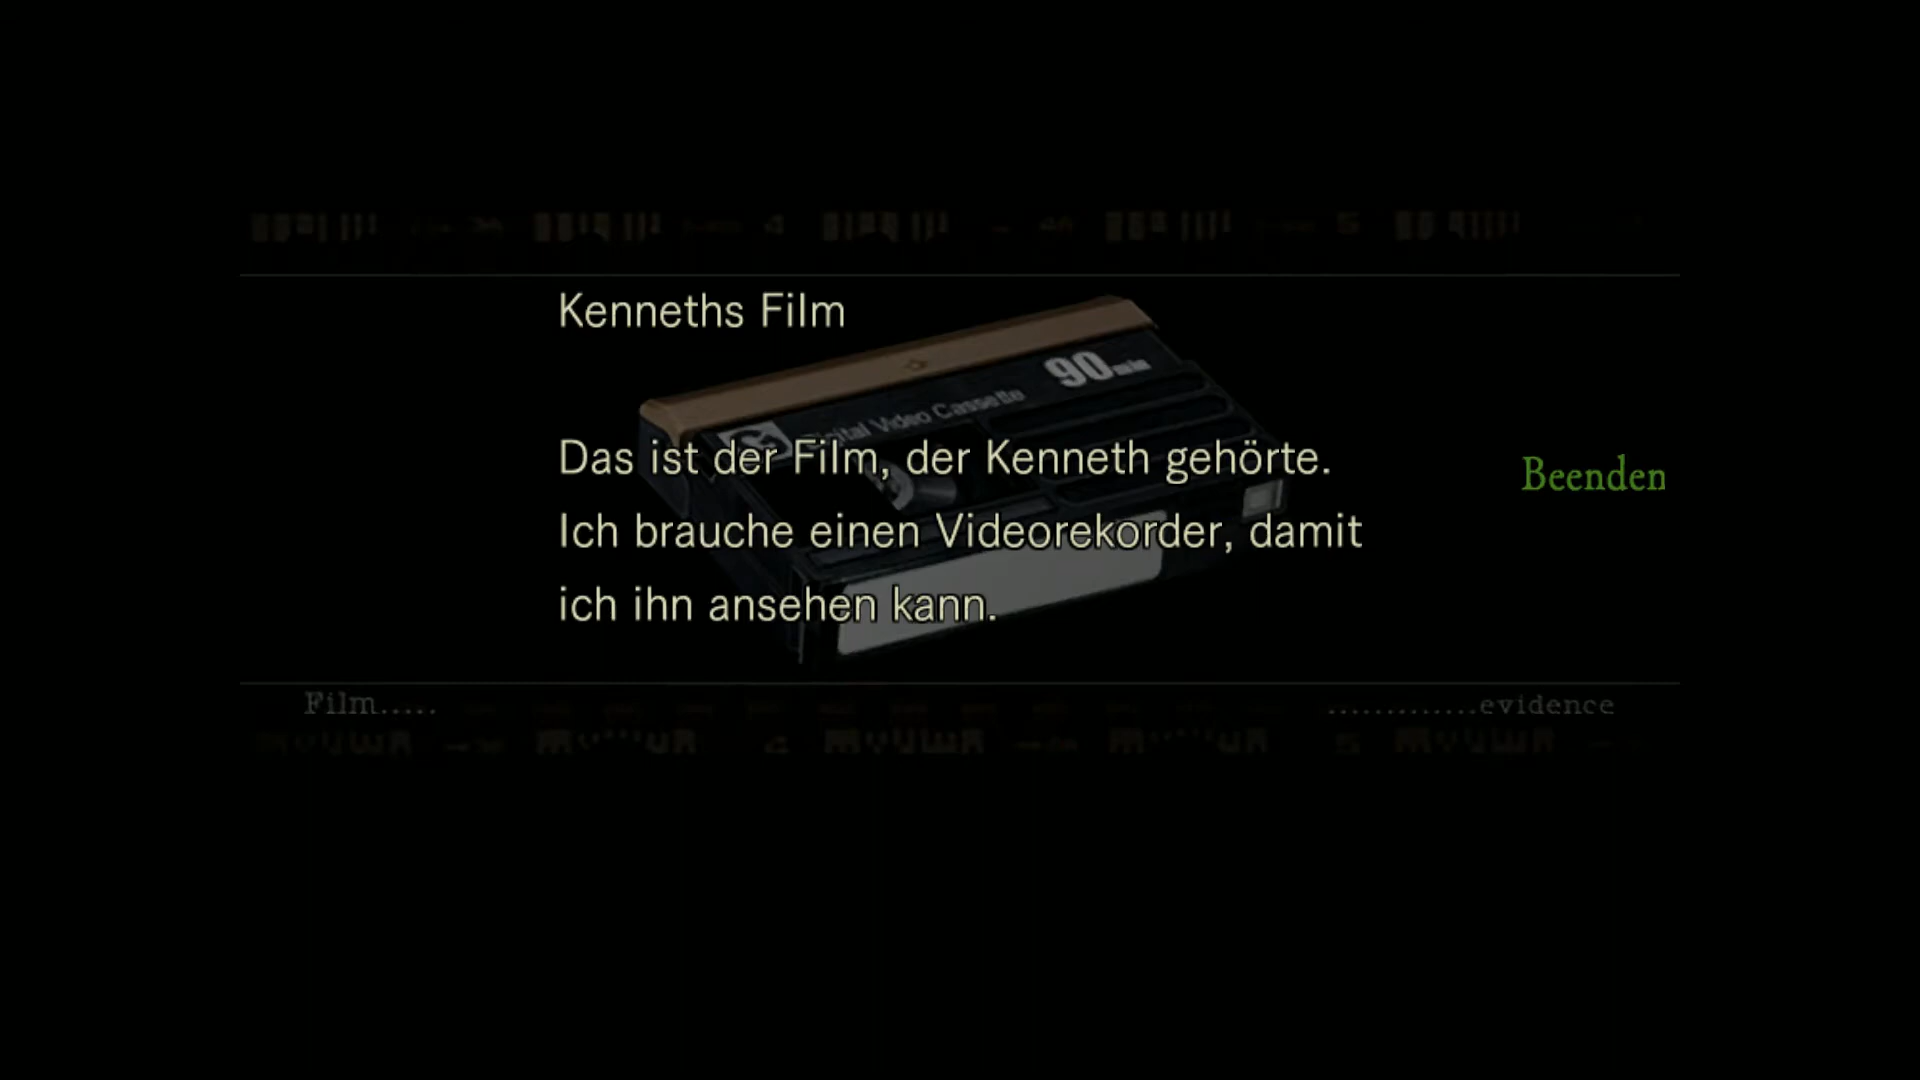 Kenneths Film
90min
Digital Video Cassette
Das ist der Film, der Kenneth gehörte.
Ich brauche einen Videorekorder, damit
ich ihn ansehen kann.
Beenden
Film.....
.............evidence